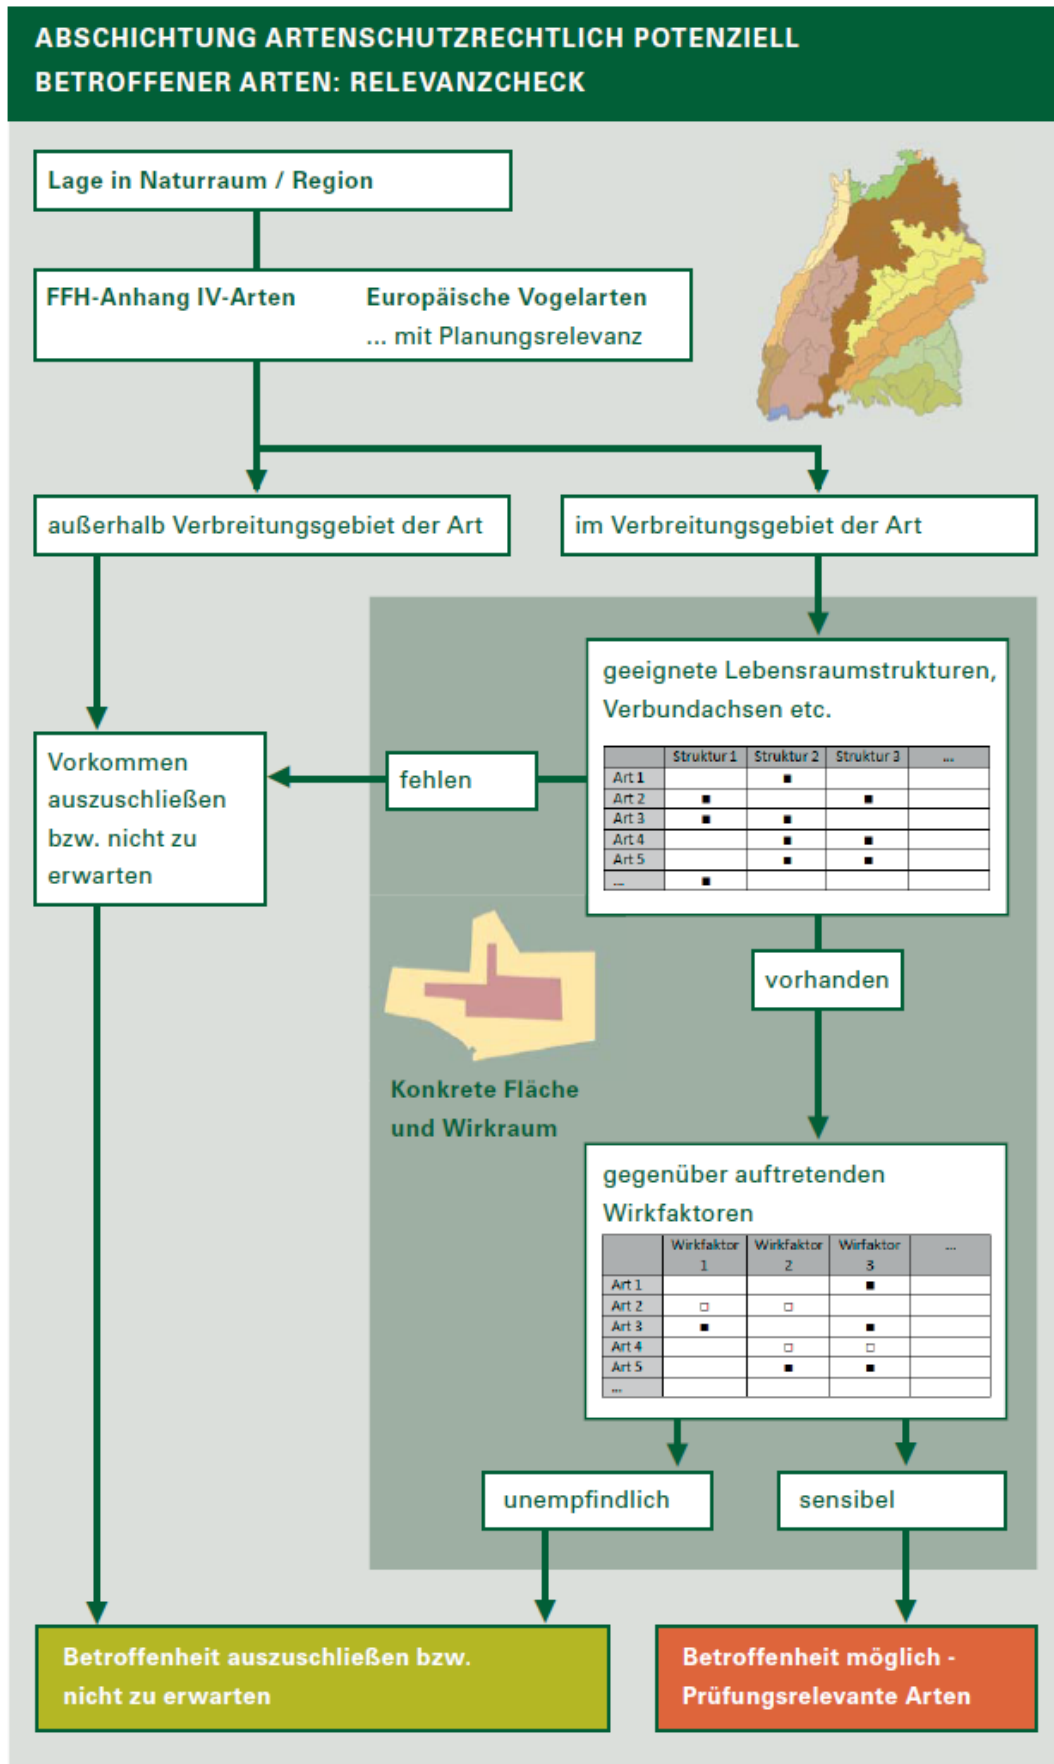 ABSCHICHTUNG ARTENSCHUTZRECHTLICH POTENZIELL
BETROFFENER ARTEN: RELEVANZCHECK
Lage in Naturraum / Region
FFH-Anhang IV-Arten
Europäische Vogelarten
... mit Planungsrelevanz
außerhalb Verbreitungsgebiet der Art
im Verbreitungsgebiet der Art
geeignete Lebensraumstrukturen,
Verbundachsen etc.
Struktur 1 Struktur 2 Struktur 3 ...
Art 1 ■
Art 2 ■ ■
Art 3 ■ ■
Art 4 ■ ■
Art 5 ■ ■
... ■
fehlen
Vorkommen
auszuschließen
bzw. nicht zu
erwarten
vorhanden
Konkrete Fläche
und Wirkraum
gegenüber auftretenden
Wirkfaktoren
Wirkfaktor Wirkfaktor Wirfaktor ...
1 2 3
Art 1 ■
Art 2 □ □
Art 3 ■ ■
Art 4 □ □
Art 5 ■ ■
...
unempfindlich
sensibel
Betroffenheit auszuschließen bzw.
nicht zu erwarten
Betroffenheit möglich -
Prüfungsrelevante Arten